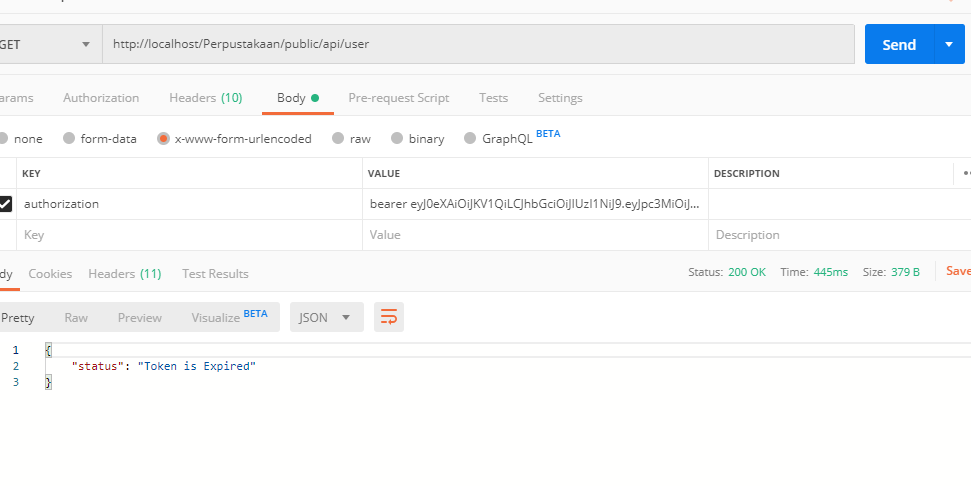 GET http://localhost/Perpustakaan/public/api/user Send
arams Authorization Headers (10) Body Pre-request Script Tests Settings
none form-data x-www-form-urlencoded raw binary GraphQL BETA
KEY VALUE DESCRIPTION
authorization bearer eyJ0eXAiOiJKV1QiLCJhbGciOiJIUzI1NiJ9.eyJpc3MiOiJ...
Key Value Description
dy Cookies Headers (11) Test Results Status: 200 OK Time: 445ms Size: 379 B Save
Pretty Raw Preview Visualize BETA JSON
1 {
2 "status": "Token is Expired"
3 }